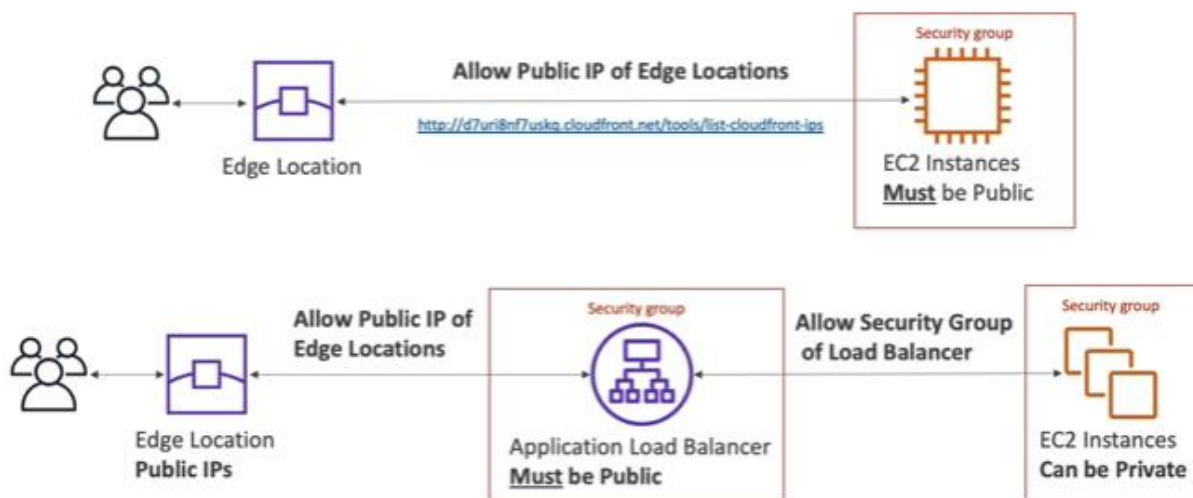 Security group
Allow Public IP of Edge Locations
http://d7uri8nf7uskq.cloudfront.net/tools/list-cloudfront-ips
Edge Location
EC2 Instances
Must be Public
Security group
Allow Public IP of
Edge Locations
Security group
Allow Security Group
of Load Balancer
Edge Location
Public IPs
Application Load Balancer
Must be Public
EC2 Instances
Can be Private